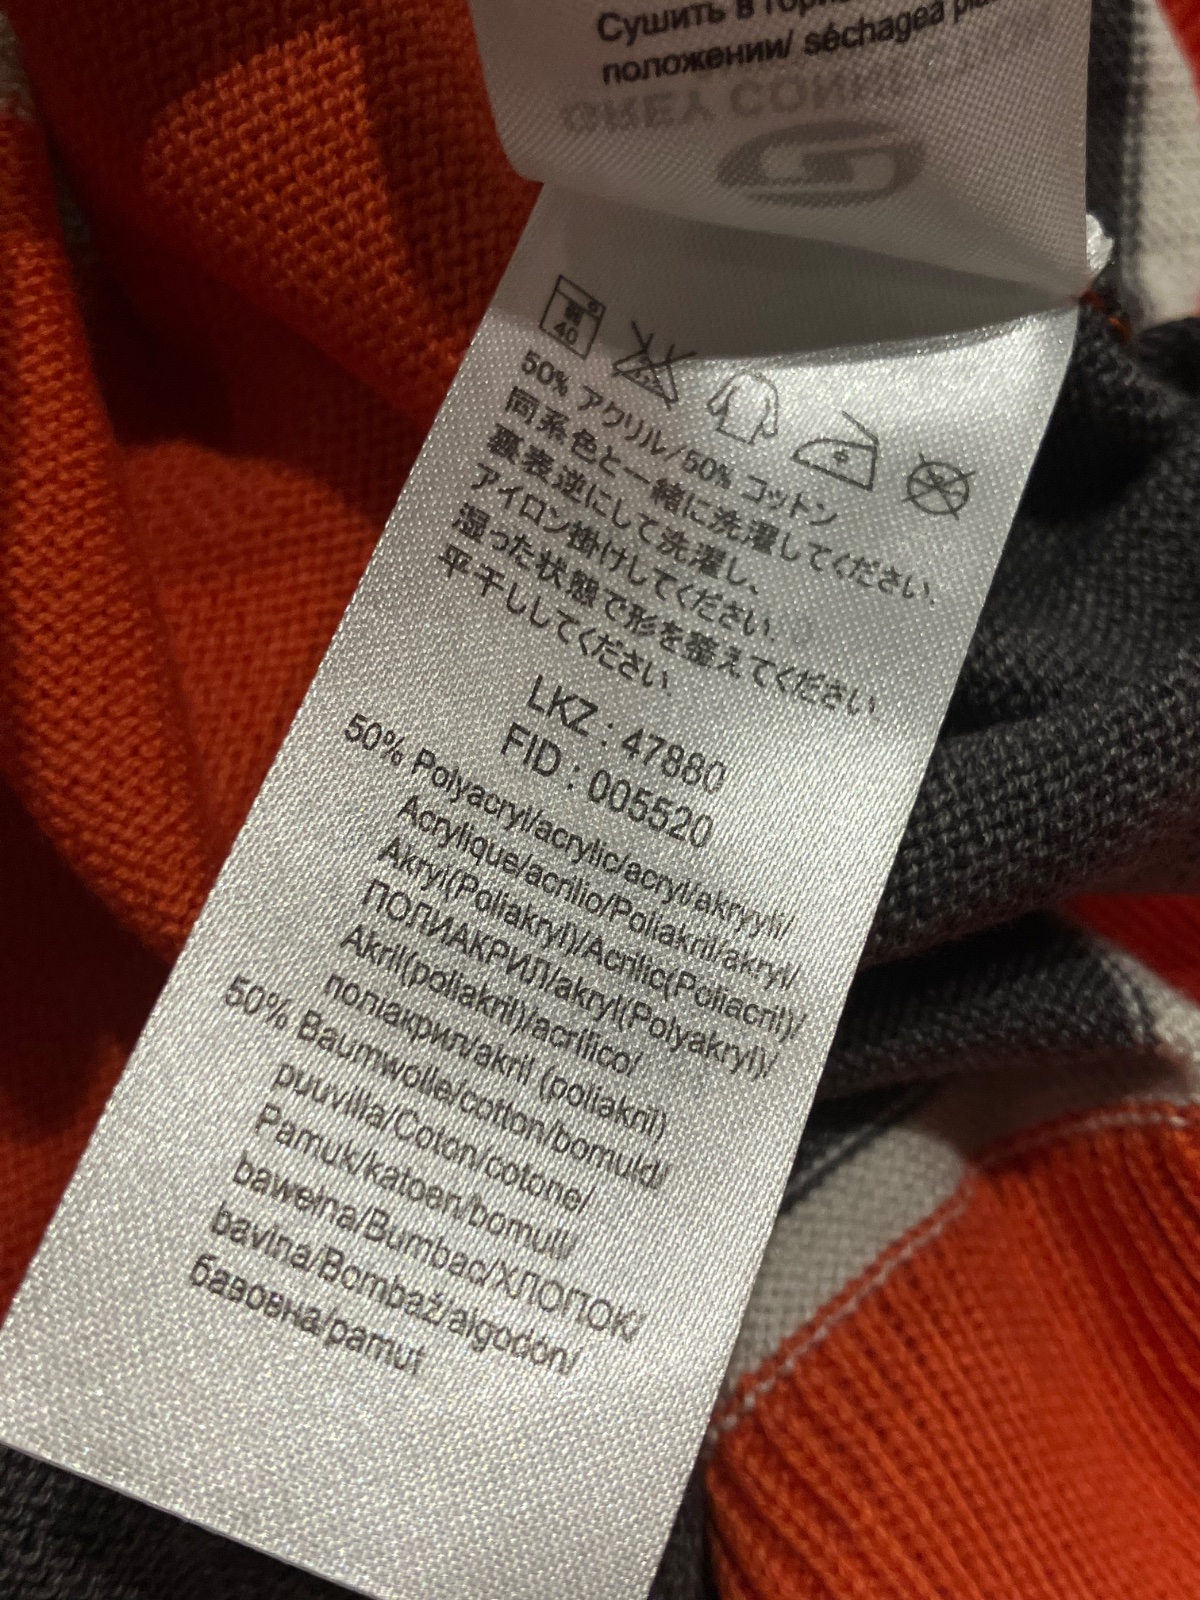 Сушить в
положении/ séchagea
弱
40
50% アクリル/50% コットン
同系色と一緒に洗濯してください.
裏表逆にして洗濯し、
アイロン掛けしてください.
湿った状態で形を整えてください.
平干ししてください.
LKZ : 47880
FID : 005520
50% Polyacryl/acrylic/acryl/akryyli/
Acrylique/acrilio/Poliakril/akryl/
Akryl(Poliakryl)/Acrilic(Poliacril)/
ПОЛИАКРИЛ/akryl(Polyakryl)/
Akril(poliakril)/acrílico/
поліакрил/akril (poliakril)
50% Baumwolle/cotton/bomuld/
puuvilla/Coton/cotone/
Pamuk/katoen/bomull/
bawełna/Bumbac/ХЛОПОК/
bavlna/Bombaž/algodón/
бавовна/pamut